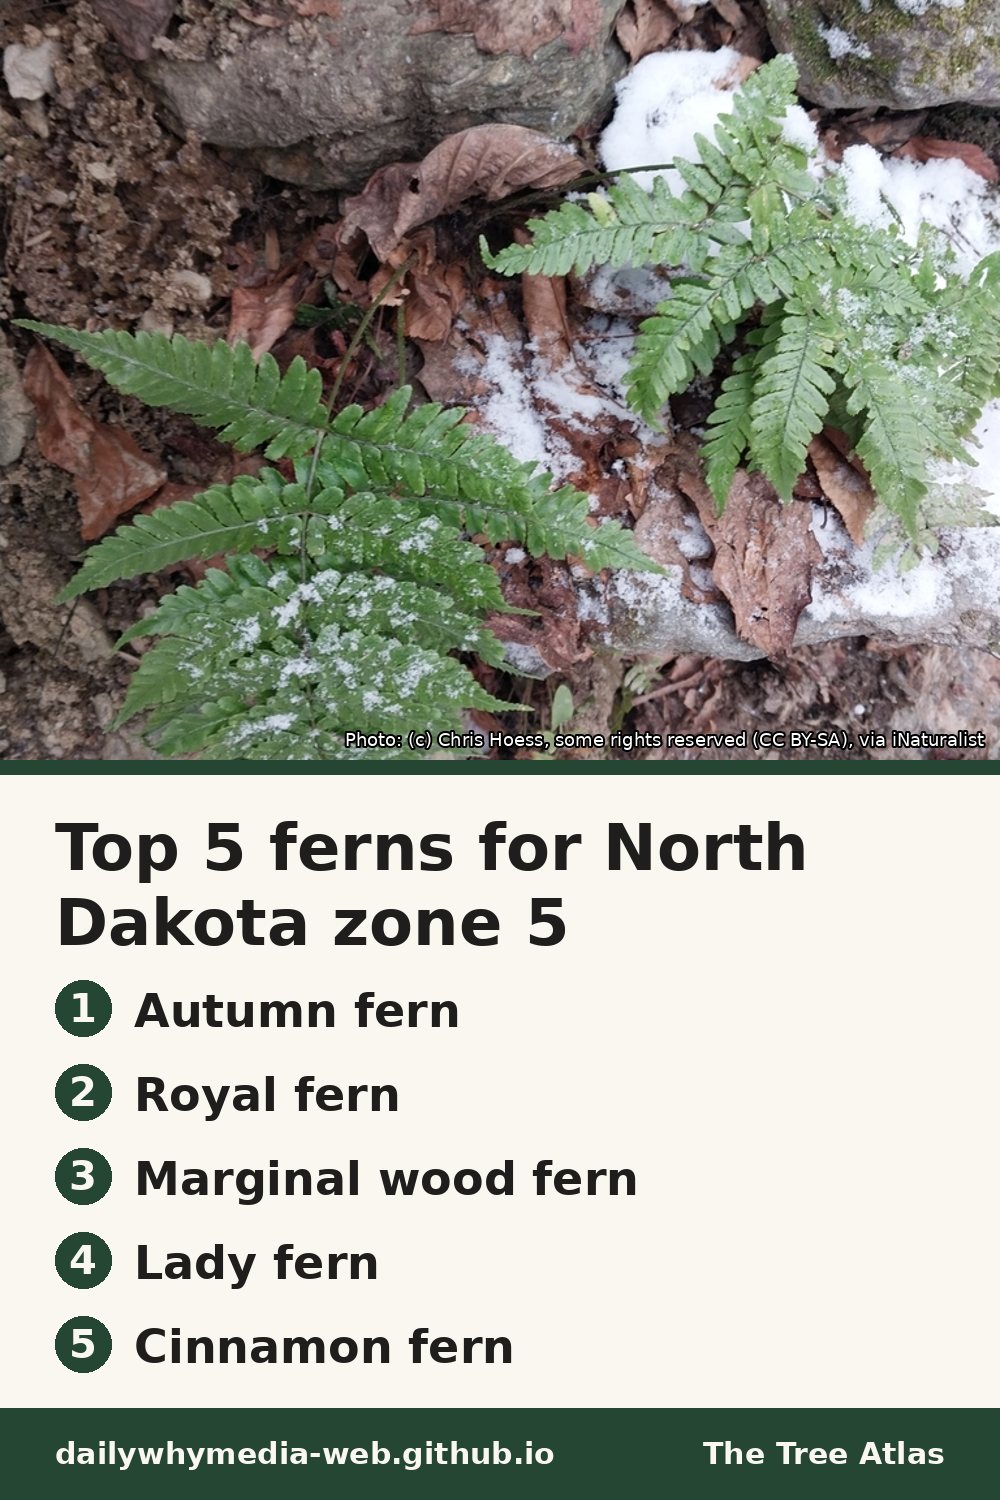 Photo: (c) Chris Hoess, some rights reserved (CC BY-SA), via iNaturalist
Top 5 ferns for North
Dakota zone 5
1 Autumn fern
2 Royal fern
3 Marginal wood fern
4 Lady fern
5 Cinnamon fern
dailywhymedia-web.github.io The Tree Atlas